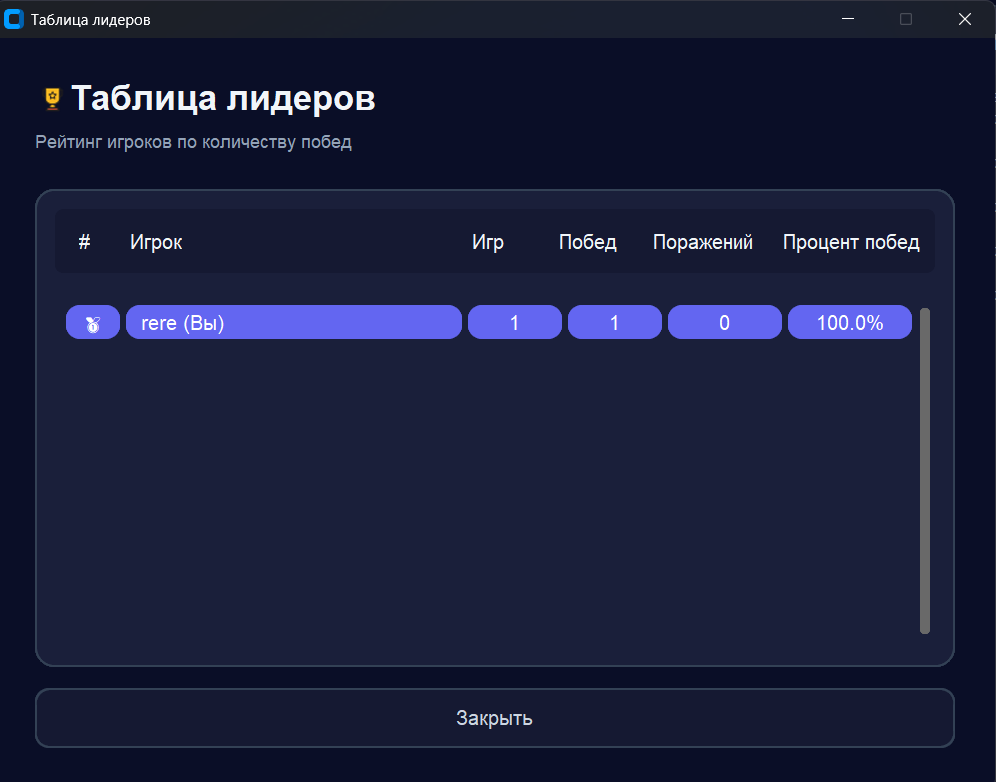 Таблица лидеров
Таблица лидеров
Рейтинг игроков по количеству побед
# Игрок Игр Побед Поражений Процент побед
🥇 rere (Вы) 1 1 0 100.0%
Закрыть